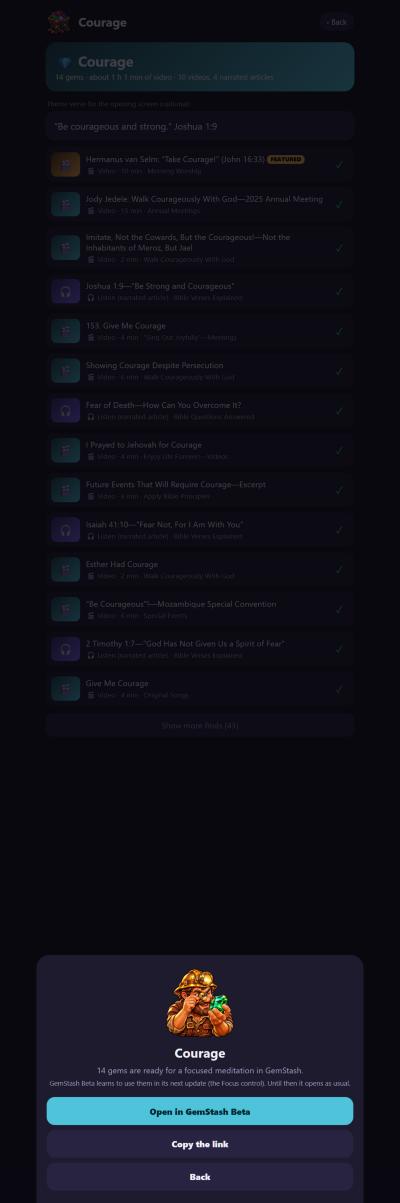 Courage
‹ Back
Courage
14 gems · about 1 h 1 min of video · 10 videos, 4 narrated articles
Theme verse for the opening screen (optional)
"Be courageous and strong." Joshua 1:9
Hermanus van Selm: "Take Courage!" (John 16:33) FEATURED
Video · 10 min · Morning Worship
Jody Jedele: Walk Courageously With God—2025 Annual Meeting
Video · 15 min · Annual Meetings
Imitate, Not the Cowards, But the Courageous!—Not the
Inhabitants of Meroz, But Jael
Video · 2 min · Walk Courageously With God
Joshua 1:9—"Be Strong and Courageous"
Listen (narrated article) · Bible Verses Explained
153. Give Me Courage
Video · 4 min · "Sing Out Joyfully"—Meetings
Showing Courage Despite Persecution
Video · 6 min · Walk Courageously With God
Fear of Death—How Can You Overcome It?
Listen (narrated article) · Bible Questions Answered
I Prayed to Jehovah for Courage
Video · 4 min · Enjoy Life Forever!—Videos
Future Events That Will Require Courage—Excerpt
Video · 6 min · Apply Bible Principles
Isaiah 41:10—"Fear Not, For I Am With You"
Listen (narrated article) · Bible Verses Explained
Esther Had Courage
Video · 2 min · Walk Courageously With God
"Be Courageous"!—Mozambique Special Convention
Video · 6 min · Special Events
2 Timothy 1:7—"God Has Not Given Us a Spirit of Fear"
Listen (narrated article) · Bible Verses Explained
Give Me Courage
Video · 4 min · Original Songs
Show more finds (43)
Courage
14 gems are ready for a focused meditation in GemStash.
GemStash Beta learns to use them in its next update (the Focus control). Until then it opens as usual.
Open in GemStash Beta
Copy the link
Back